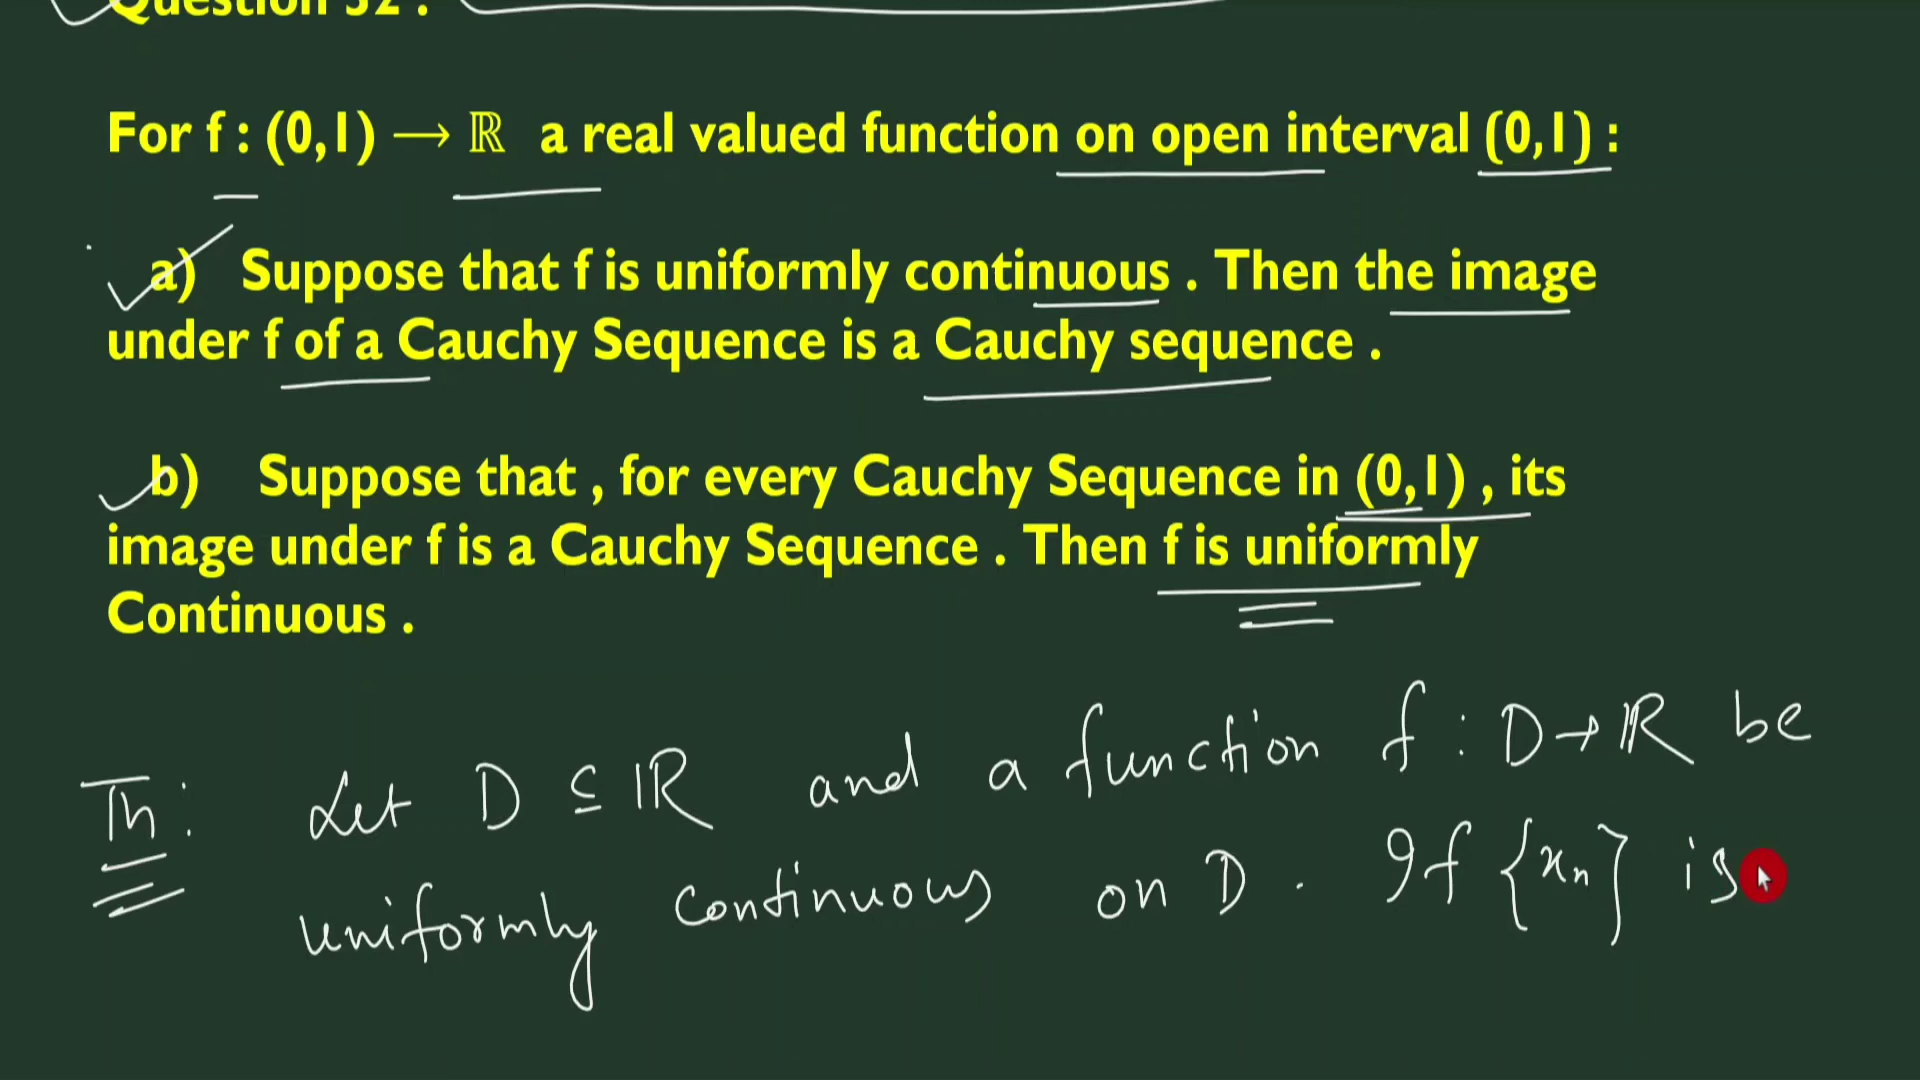 Question 32 :
For f : (0,1) → ℝ a real valued function on open interval (0,1) :
a) Suppose that f is uniformly continuous . Then the image
under f of a Cauchy Sequence is a Cauchy sequence .
b) Suppose that , for every Cauchy Sequence in (0,1) , its
image under f is a Cauchy Sequence . Then f is uniformly
Continuous .
Th : Let D ⊆ ℝ and a function f : D → ℝ be
uniformly continuous on D . If {xₙ} is